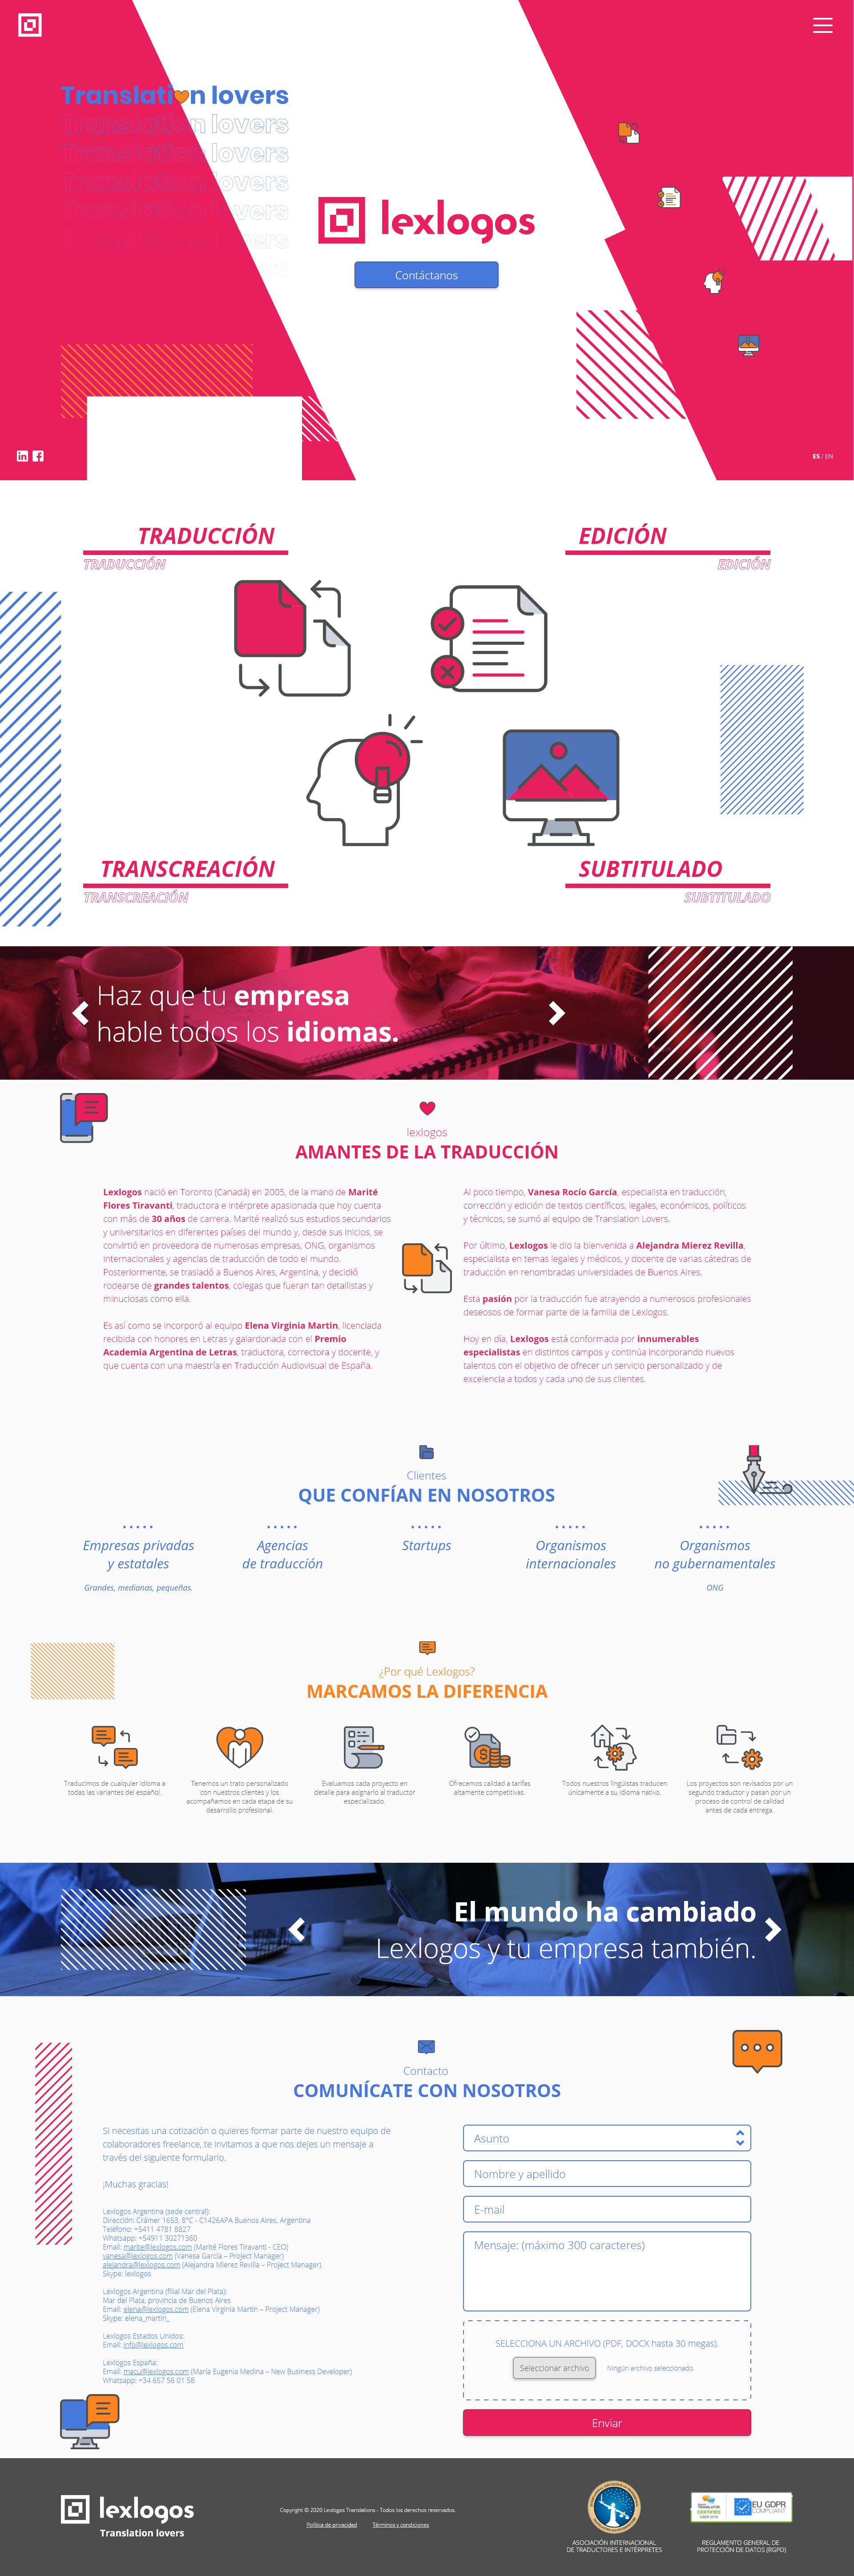 Translation lovers
Translation lovers
Translation lovers
Translation lovers
lovers
lexlogos
Contáctanos
ES / EN
TRADUCCIÓN
TRADUCCIÓN
EDICIÓN
EDICIÓN
TRANSCREACIÓN
TRANSCREACIÓN
SUBTITULADO
SUBTITULADO
Haz que tu empresa
hable todos los idiomas.
lexlogos
AMANTES DE LA TRADUCCIÓN
Lexlogos nació en Toronto (Canadá) en 2005, de la mano de Marité
Flores Tiravanti, traductora e intérprete apasionada que hoy cuenta
con más de 30 años de carrera. Marité realizó sus estudios secundarios
y universitarios en diferentes países del mundo y, desde sus inicios, se
convirtió en proveedora de numerosas empresas, ONG, organismos
internacionales y agencias de traducción de todo el mundo.
Posteriormente, se trasladó a Buenos Aires, Argentina, y decidió
rodearse de grandes talentos, colegas que fueran tan detallistas y
minuciosas como ella.
Es así como se incorporó al equipo Elena Virginia Martin, licenciada
recibida con honores en Letras y galardonada con el Premio
Academia Argentina de Letras, traductora, correctora y docente, y
que cuenta con una maestría en Traducción Audiovisual de España.
Al poco tiempo, Vanesa Rocío García, especialista en traducción,
corrección y edición de textos científicos, legales, económicos, políticos
y técnicos, se sumó al equipo de Translation Lovers.
Por último, Lexlogos le dio la bienvenida a Alejandra Mierez Revilla,
especialista en temas legales y médicos, y docente de varias cátedras de
traducción en renombradas universidades de Buenos Aires.
Esta pasión por la traducción fue atrayendo a numerosos profesionales
deseosos de formar parte de la familia de Lexlogos.
Hoy en día, Lexlogos está conformada por innumerables
especialistas en distintos campos y continúa incorporando nuevos
talentos con el objetivo de ofrecer un servicio personalizado y de
excelencia a todos y cada uno de sus clientes.
Clientes
QUE CONFÍAN EN NOSOTROS
Empresas privadas
y estatales
Grandes, medianas, pequeñas.
Agencias
de traducción
Startups
Organismos
internacionales
Organismos
no gubernamentales
ONG
¿Por qué Lexlogos?
MARCAMOS LA DIFERENCIA
Traducimos de cualquier idioma a
todas las variantes del español.
Tenemos un trato personalizado
con nuestros clientes y los
acompañamos en cada etapa de su
desarrollo profesional.
Evaluamos cada proyecto en
detalle para asignarlo al traductor
especializado.
Ofrecemos calidad a tarifas
altamente competitivas.
Todos nuestros lingüistas traducen
únicamente a su idioma nativo.
Los proyectos son revisados por un
segundo traductor y pasan por un
proceso de control de calidad
antes de cada entrega.
El mundo ha cambiado
Lexlogos y tu empresa también.
Contacto
COMUNÍCATE CON NOSOTROS
Si necesitas una cotización o quieres formar parte de nuestro equipo de
colaboradores freelance, te invitamos a que nos dejes un mensaje a
través del siguiente formulario.
¡Muchas gracias!
Lexlogos Argentina (sede central):
Dirección: Crámer 1653, 8°C - C1426APA Buenos Aires, Argentina
Teléfono: +5411 4781 8827
Whatsapp: +54911 30271360
Email: marite@lexlogos.com (Marité Flores Tiravanti - CEO)
vanesa@lexlogos.com (Vanesa García – Project Manager)
alejandra@lexlogos.com (Alejandra Mierez Revilla – Project Manager)
Skype: lexlogos
Lexlogos Argentina (filial Mar del Plata):
Mar del Plata, provincia de Buenos Aires
Email: elena@lexlogos.com (Elena Virginia Martin – Project Manager)
Skype: elena_martin_
Lexlogos Estados Unidos:
Email: info@lexlogos.com
Lexlogos España:
Email: macu@lexlogos.com (María Eugenia Medina – New Business Developer)
Whatsapp: +34 657 56 01 58
Asunto
Nombre y apellido
E-mail
Mensaje: (máximo 300 caracteres)
SELECCIONA UN ARCHIVO (PDF, DOCX hasta 30 megas).
Seleccionar archivo
Ningún archivo seleccionado.
Enviar
lexlogos
Translation lovers
Copyright © 2020 Lexlogos Translations - Todos los derechos reservados.
Política de privacidad
Términos y condiciones
ASOCIACIÓN INTERNACIONAL
DE TRADUCTORES E INTÉRPRETES
CERTIFIED
EU GDPR
COMPLIANT
REGLAMENTO GENERAL DE
PROTECCIÓN DE DATOS (RGPD)